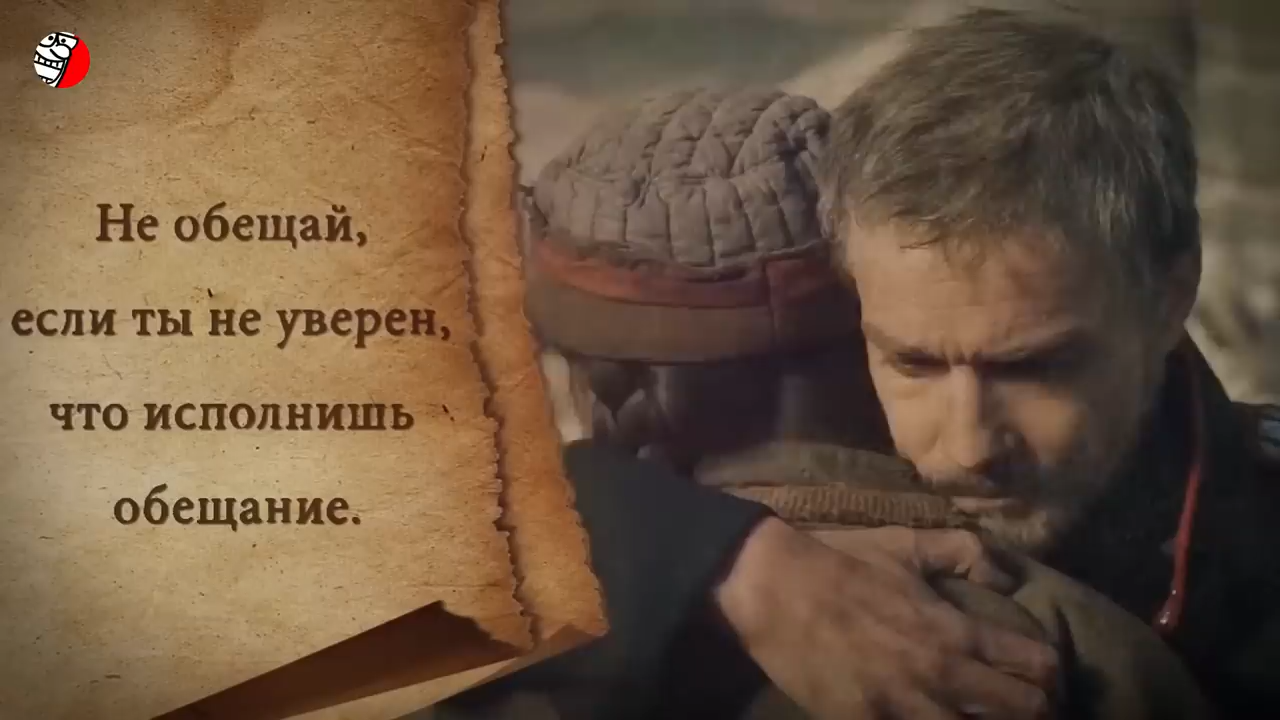 Не обещай,
если ты не уверен,
что исполнишь
обещание.